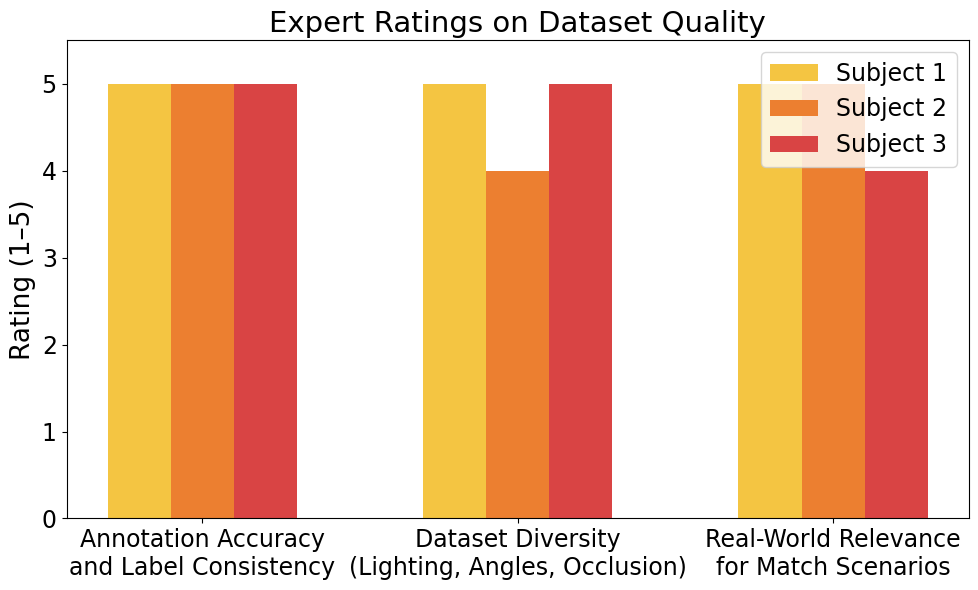 Expert Ratings on Dataset Quality
Rating (1–5)
5
4
3
2
1
0
Subject 1
Subject 2
Subject 3
Annotation Accuracy
and Label Consistency
Dataset Diversity
(Lighting, Angles, Occlusion)
Real-World Relevance
for Match Scenarios